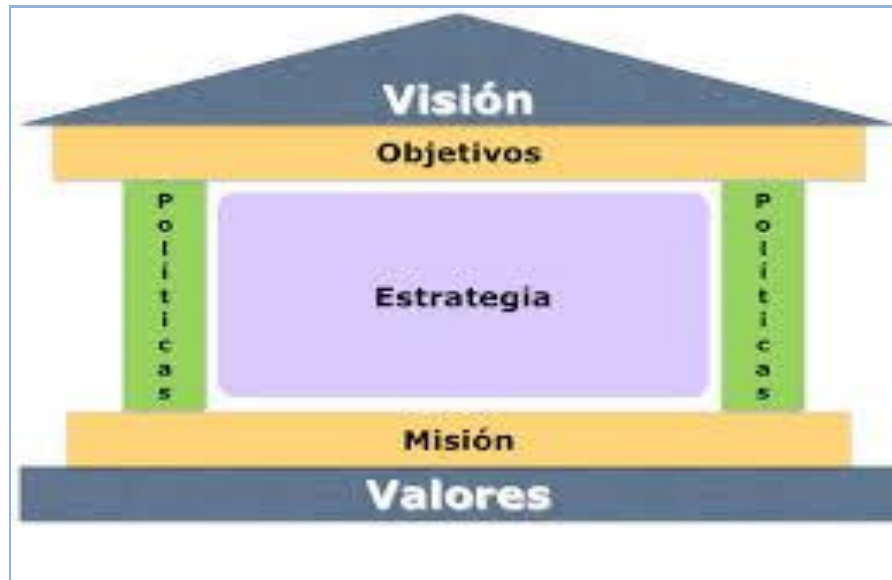 Visión
Objetivos
Políticas
Estrategia
Políticas
Misión
Valores